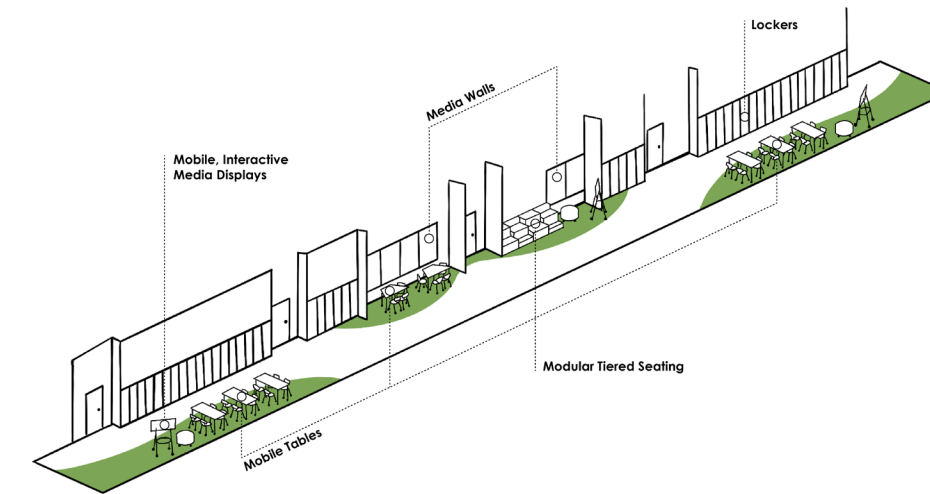 Lockers
Media Walls
Mobile, Interactive
Media Displays
Modular Tiered Seating
Mobile Tables